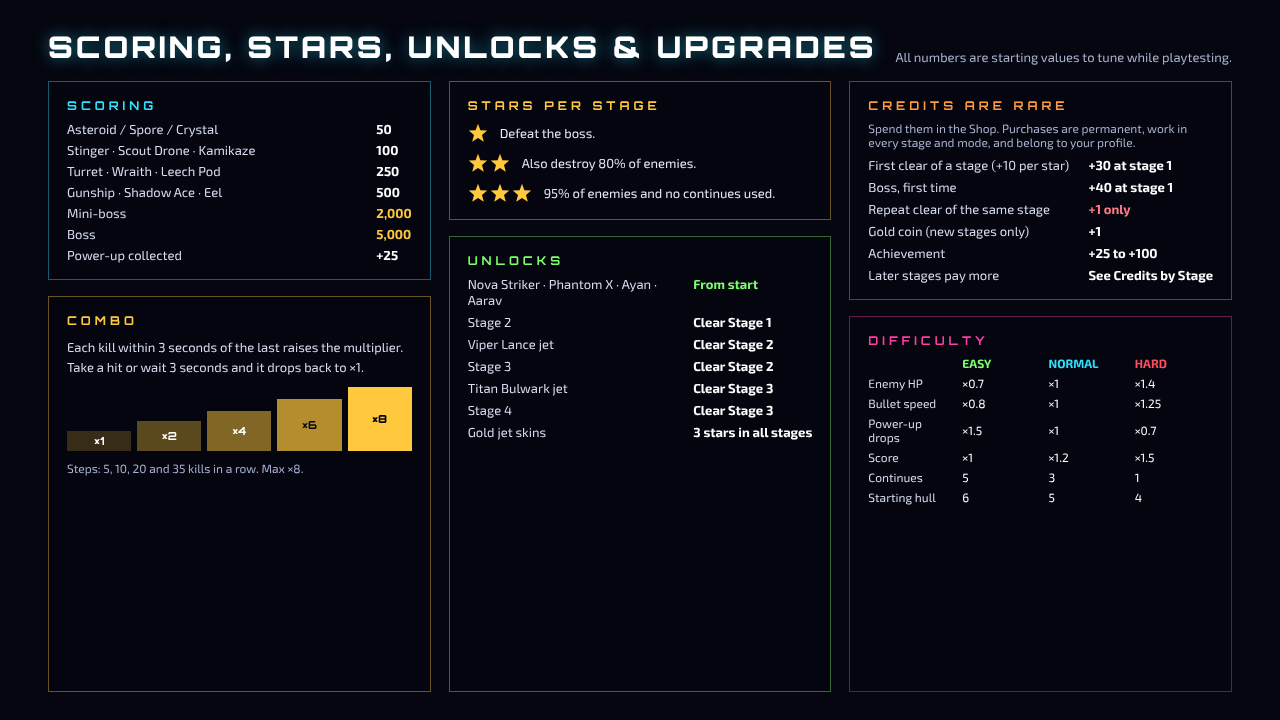 SCORING, STARS, UNLOCKS & UPGRADES
All numbers are starting values to tune while playtesting.
SCORING
Asteroid / Spore / Crystal 50
Stinger · Scout Drone · Kamikaze 100
Turret · Wraith · Leech Pod 250
Gunship · Shadow Ace · Eel 500
Mini-boss 2,000
Boss 5,000
Power-up collected +25
COMBO
Each kill within 3 seconds of the last raises the multiplier.
Take a hit or wait 3 seconds and it drops back to ×1.
×1 ×2 ×4 ×6 ×8
Steps: 5, 10, 20 and 35 kills in a row. Max ×8.
STARS PER STAGE
Defeat the boss.
Also destroy 80% of enemies.
95% of enemies and no continues used.
UNLOCKS
Nova Striker · Phantom X · Ayan · From start
Aarav
Stage 2 Clear Stage 1
Viper Lance jet Clear Stage 2
Stage 3 Clear Stage 2
Titan Bulwark jet Clear Stage 3
Stage 4 Clear Stage 3
Gold jet skins 3 stars in all stages
CREDITS ARE RARE
Spend them in the Shop. Purchases are permanent, work in
every stage and mode, and belong to your profile.
First clear of a stage (+10 per star) +30 at stage 1
Boss, first time +40 at stage 1
Repeat clear of the same stage +1 only
Gold coin (new stages only) +1
Achievement +25 to +100
Later stages pay more See Credits by Stage
DIFFICULTY
EASY NORMAL HARD
Enemy HP ×0.7 ×1 ×1.4
Bullet speed ×0.8 ×1 ×1.25
Power-up ×1.5 ×1 ×0.7
drops
Score ×1 ×1.2 ×1.5
Continues 5 3 1
Starting hull 6 5 4